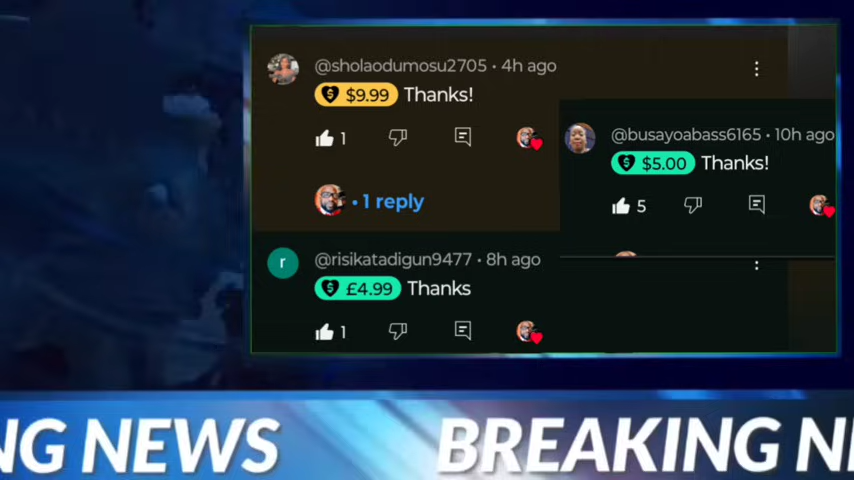 @sholaodumosu2705 • 4h ago
$9.99 Thanks!
1
• 1 reply
@busayoabass6165 • 10h ago
$5.00 Thanks!
5
r
@risikatadigun9477 • 8h ago
£4.99 Thanks
1
NG NEWS BREAKING N